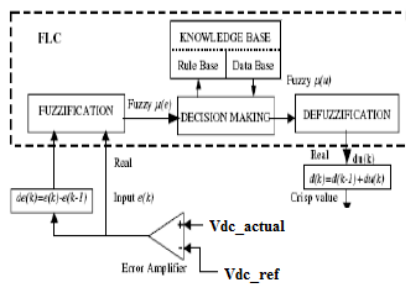 FLC
KNOWLEDGE BASE
Rule Base
Data Base
Fuzzy μ(e)
Fuzzy μ(u)
FUZZIFICATION
DECISION MAKING
DEFUZZIFICATION
Real
Real
du(k)
de(k)=e(k)-e(k-1)
Input e(k)
d(k)=d(k-1)+du(k)
Crisp value
+
Vdc_actual
-
Error Amplifier
Vdc_ref